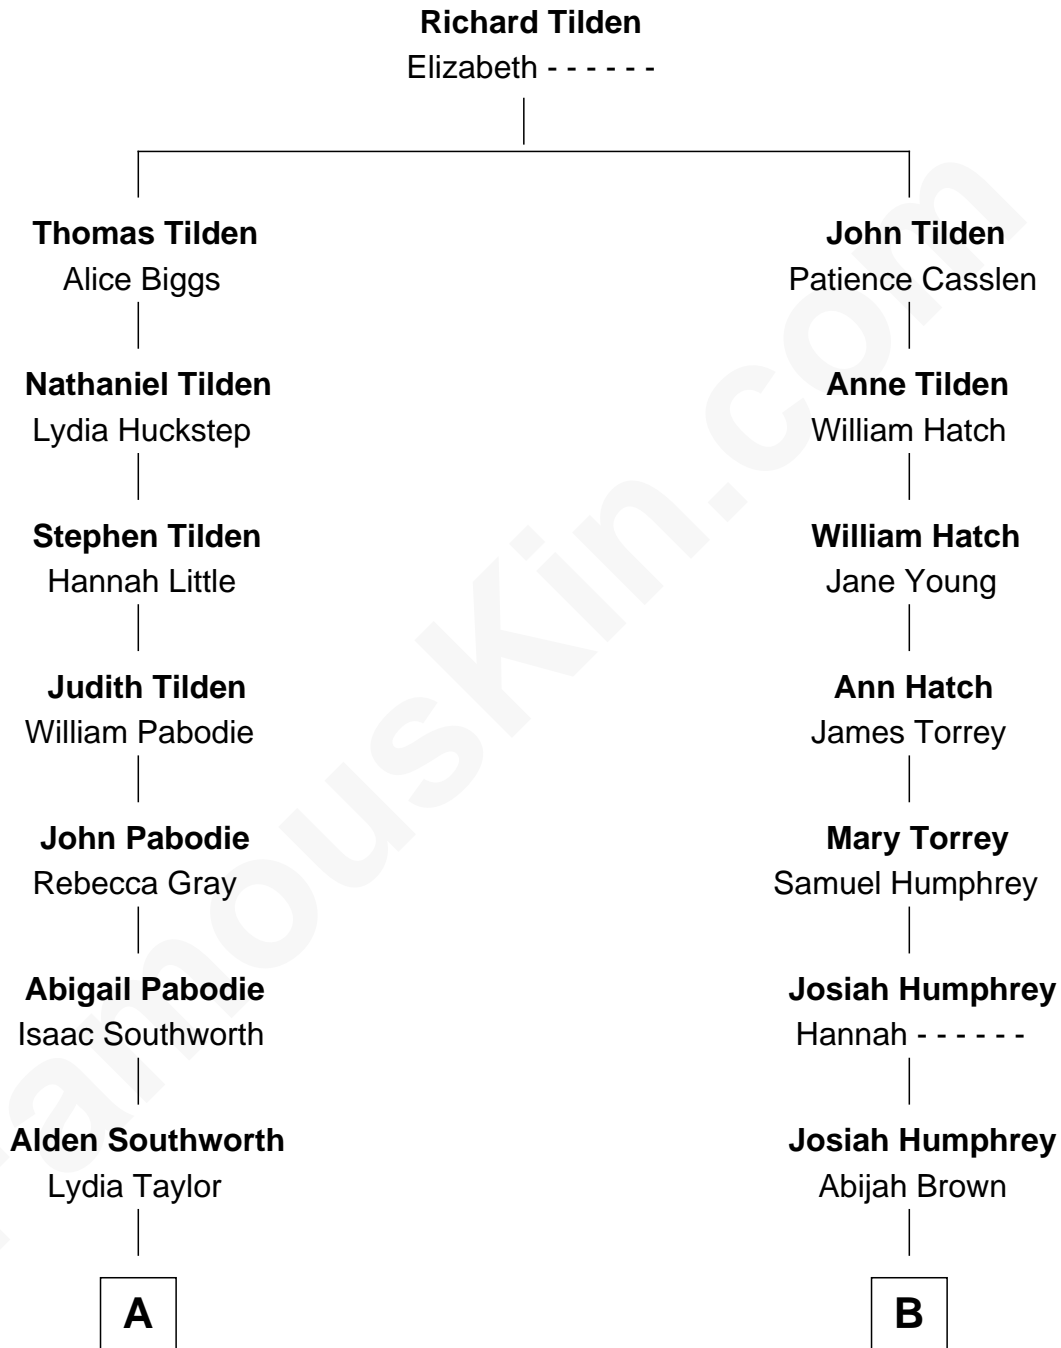 Richard Tilden
Elizabeth - - - - - -
Thomas Tilden
Alice Biggs
John Tilden
Patience Casslen
Nathaniel Tilden
Lydia Huckstep
Anne Tilden
William Hatch
Stephen Tilden
Hannah Little
William Hatch
Jane Young
Judith Tilden
William Pabodie
Ann Hatch
James Torrey
John Pabodie
Rebecca Gray
Mary Torrey
Samuel Humphrey
Abigail Pabodie
Isaac Southworth
Josiah Humphrey
Hannah - - - - - -
Alden Southworth
Lydia Taylor
Josiah Humphrey
Abijah Brown
A
B
FamousKin.com